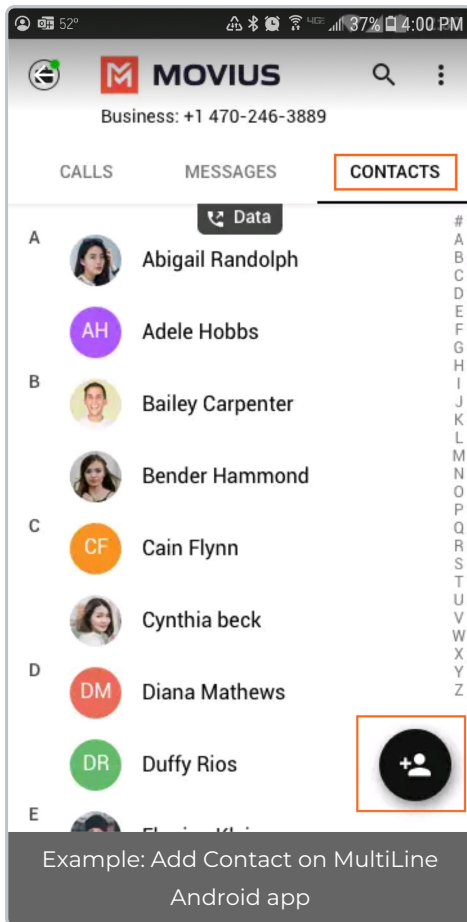 52° 4GE 37% 4:00 PM
MOVIUS
Business: +1 470-246-3889
CALLS MESSAGES CONTACTS
Data
A
Abigail Randolph
AH Adele Hobbs
B
Bailey Carpenter
Bender Hammond
C
CF Cain Flynn
Cynthia beck
D
DM Diana Mathews
DR Duffy Rios
E
#
A
B
C
D
E
F
G
H
I
J
K
L
M
N
O
P
Q
R
S
T
U
V
W
X
Y
Z
Example: Add Contact on MultiLine
Android app